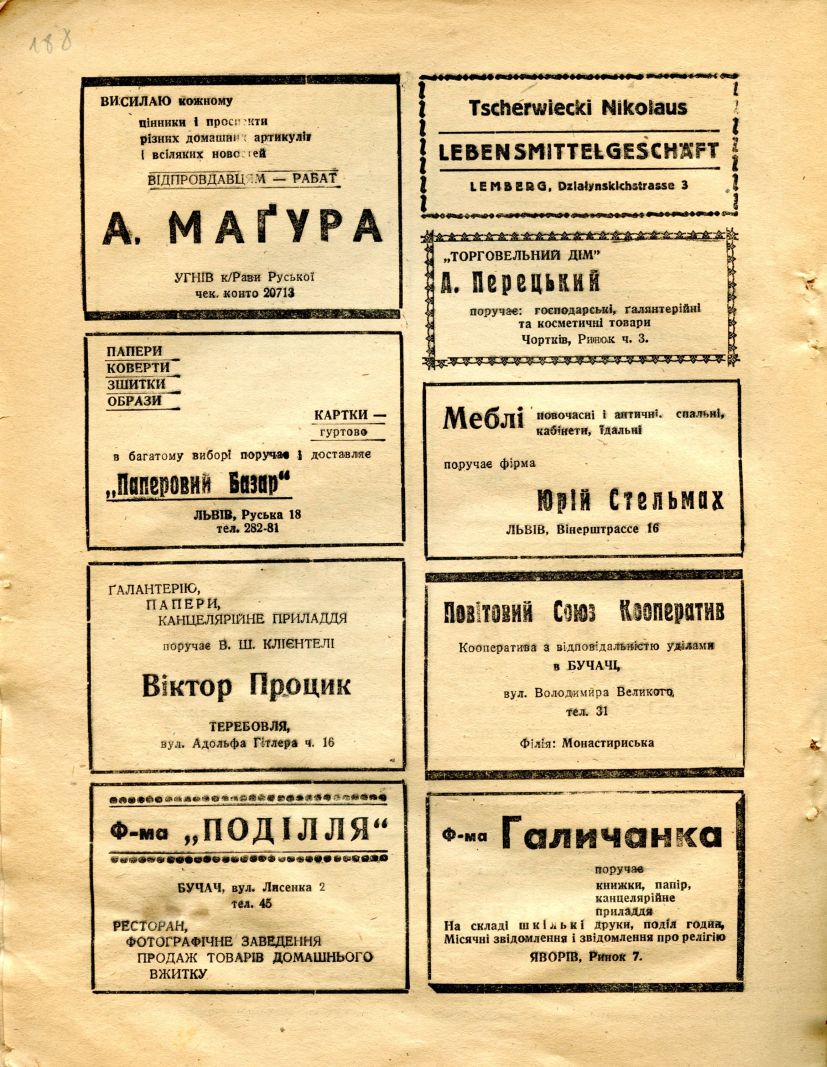 188
ВИСИЛАЮ кожному
цінники і проспекти
різних домашніх артикулів
і всіляких новостей
ВІДПРОВДАВЦЯМ — РАБАТ
А. МАҐУРА
УГНІВ к/Рави Руської
чек. конто 20713
ПАПЕРИ
КОВЕРТИ
ЗШИТКИ
ОБРАЗИ
КАРТКИ —
гуртово
в багатому виборі поручає і доставляє
„Паперовий Базар"
ЛЬВІВ, Руська 18
тел. 282-81
ҐАЛАНТЕРІЮ,
ПАПЕРИ,
КАНЦЕЛЯРІЙНЕ ПРИЛАДДЯ
поручає В. Ш. КЛІЄНТЕЛІ
Віктор Процик
ТЕРЕБОВЛЯ,
вул. Адольфа Гітлера ч. 16
Ф-ма „ПОДІЛЛЯ"
БУЧАЧ, вул. Лисенка 2
тел. 45
РЕСТОРАН,
ФОТОГРАФІЧНЕ ЗАВЕДЕННЯ
ПРОДАЖ ТОВАРІВ ДОМАШНЬОГО
ВЖИТКУ
Tscherwiecki Nikolaus
LEBENSMITTELGESCHÄFT
LEMBERG, Działynskichstrasse 3
„ТОРГОВЕЛЬНИЙ ДІМ"
А. Перецький
поручає: господарські, ґалянтерійні
та косметичні товари
Чортків, Ринок ч. 3.
Меблі новочасні і античні. спальні,
кабінети, їдальні
поручає фірма
Юрій Стельмах
ЛЬВІВ, Вінерштрассе 16
Повітовий Союз Кооператив
Кооператива з відповідальністю уділами
в БУЧАЧІ,
вул. Володимира Великого,
тел. 31
Філія: Монастириська
Ф-ма Галичанка
поручає
книжки, папір,
канцелярійне
приладдя
На складі шкількі друки, поділ годин,
Місячні звідомлення і звідомлення про релігію
ЯВОРІВ, Ринок 7.